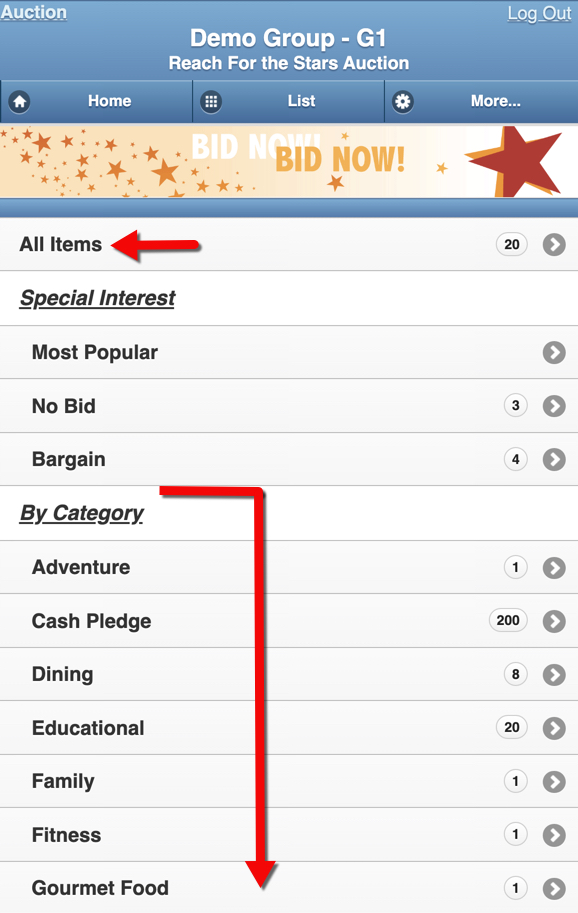 Auction
Log Out
Demo Group - G1
Reach For the Stars Auction
Home
List
More...
BID NOW!
BID NOW!
All Items 20
Special Interest
Most Popular
No Bid 3
Bargain 4
By Category
Adventure 1
Cash Pledge 200
Dining 8
Educational 20
Family 1
Fitness 1
Gourmet Food 1